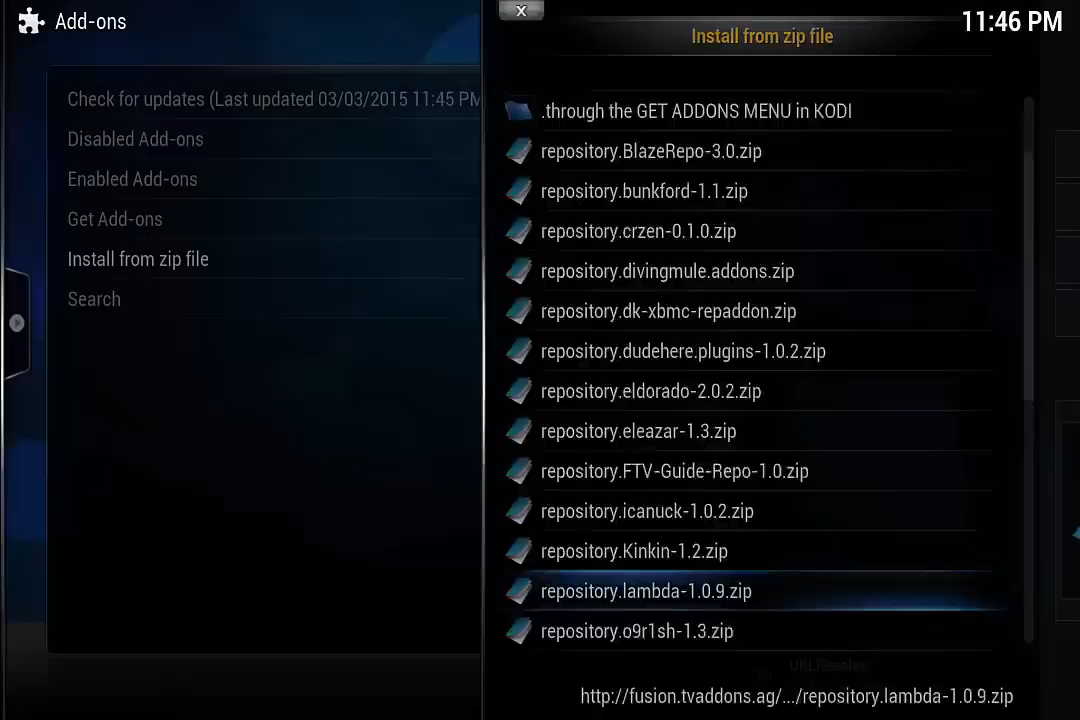 Add-ons
Check for updates (Last updated 03/03/2015 11:45 PM
Disabled Add-ons
Enabled Add-ons
Get Add-ons
Install from zip file
Search
X
Install from zip file
11:46 PM
.through the GET ADDONS MENU in KODI
repository.BlazeRepo-3.0.zip
repository.bunkford-1.1.zip
repository.crzen-0.1.0.zip
repository.divingmule.addons.zip
repository.dk-xbmc-repaddon.zip
repository.dudehere.plugins-1.0.2.zip
repository.eldorado-2.0.2.zip
repository.eleazar-1.3.zip
repository.FTV-Guide-Repo-1.0.zip
repository.icanuck-1.0.2.zip
repository.Kinkin-1.2.zip
repository.lambda-1.0.9.zip
repository.o9r1sh-1.3.zip
http://fusion.tvaddons.ag/.../repository.lambda-1.0.9.zip